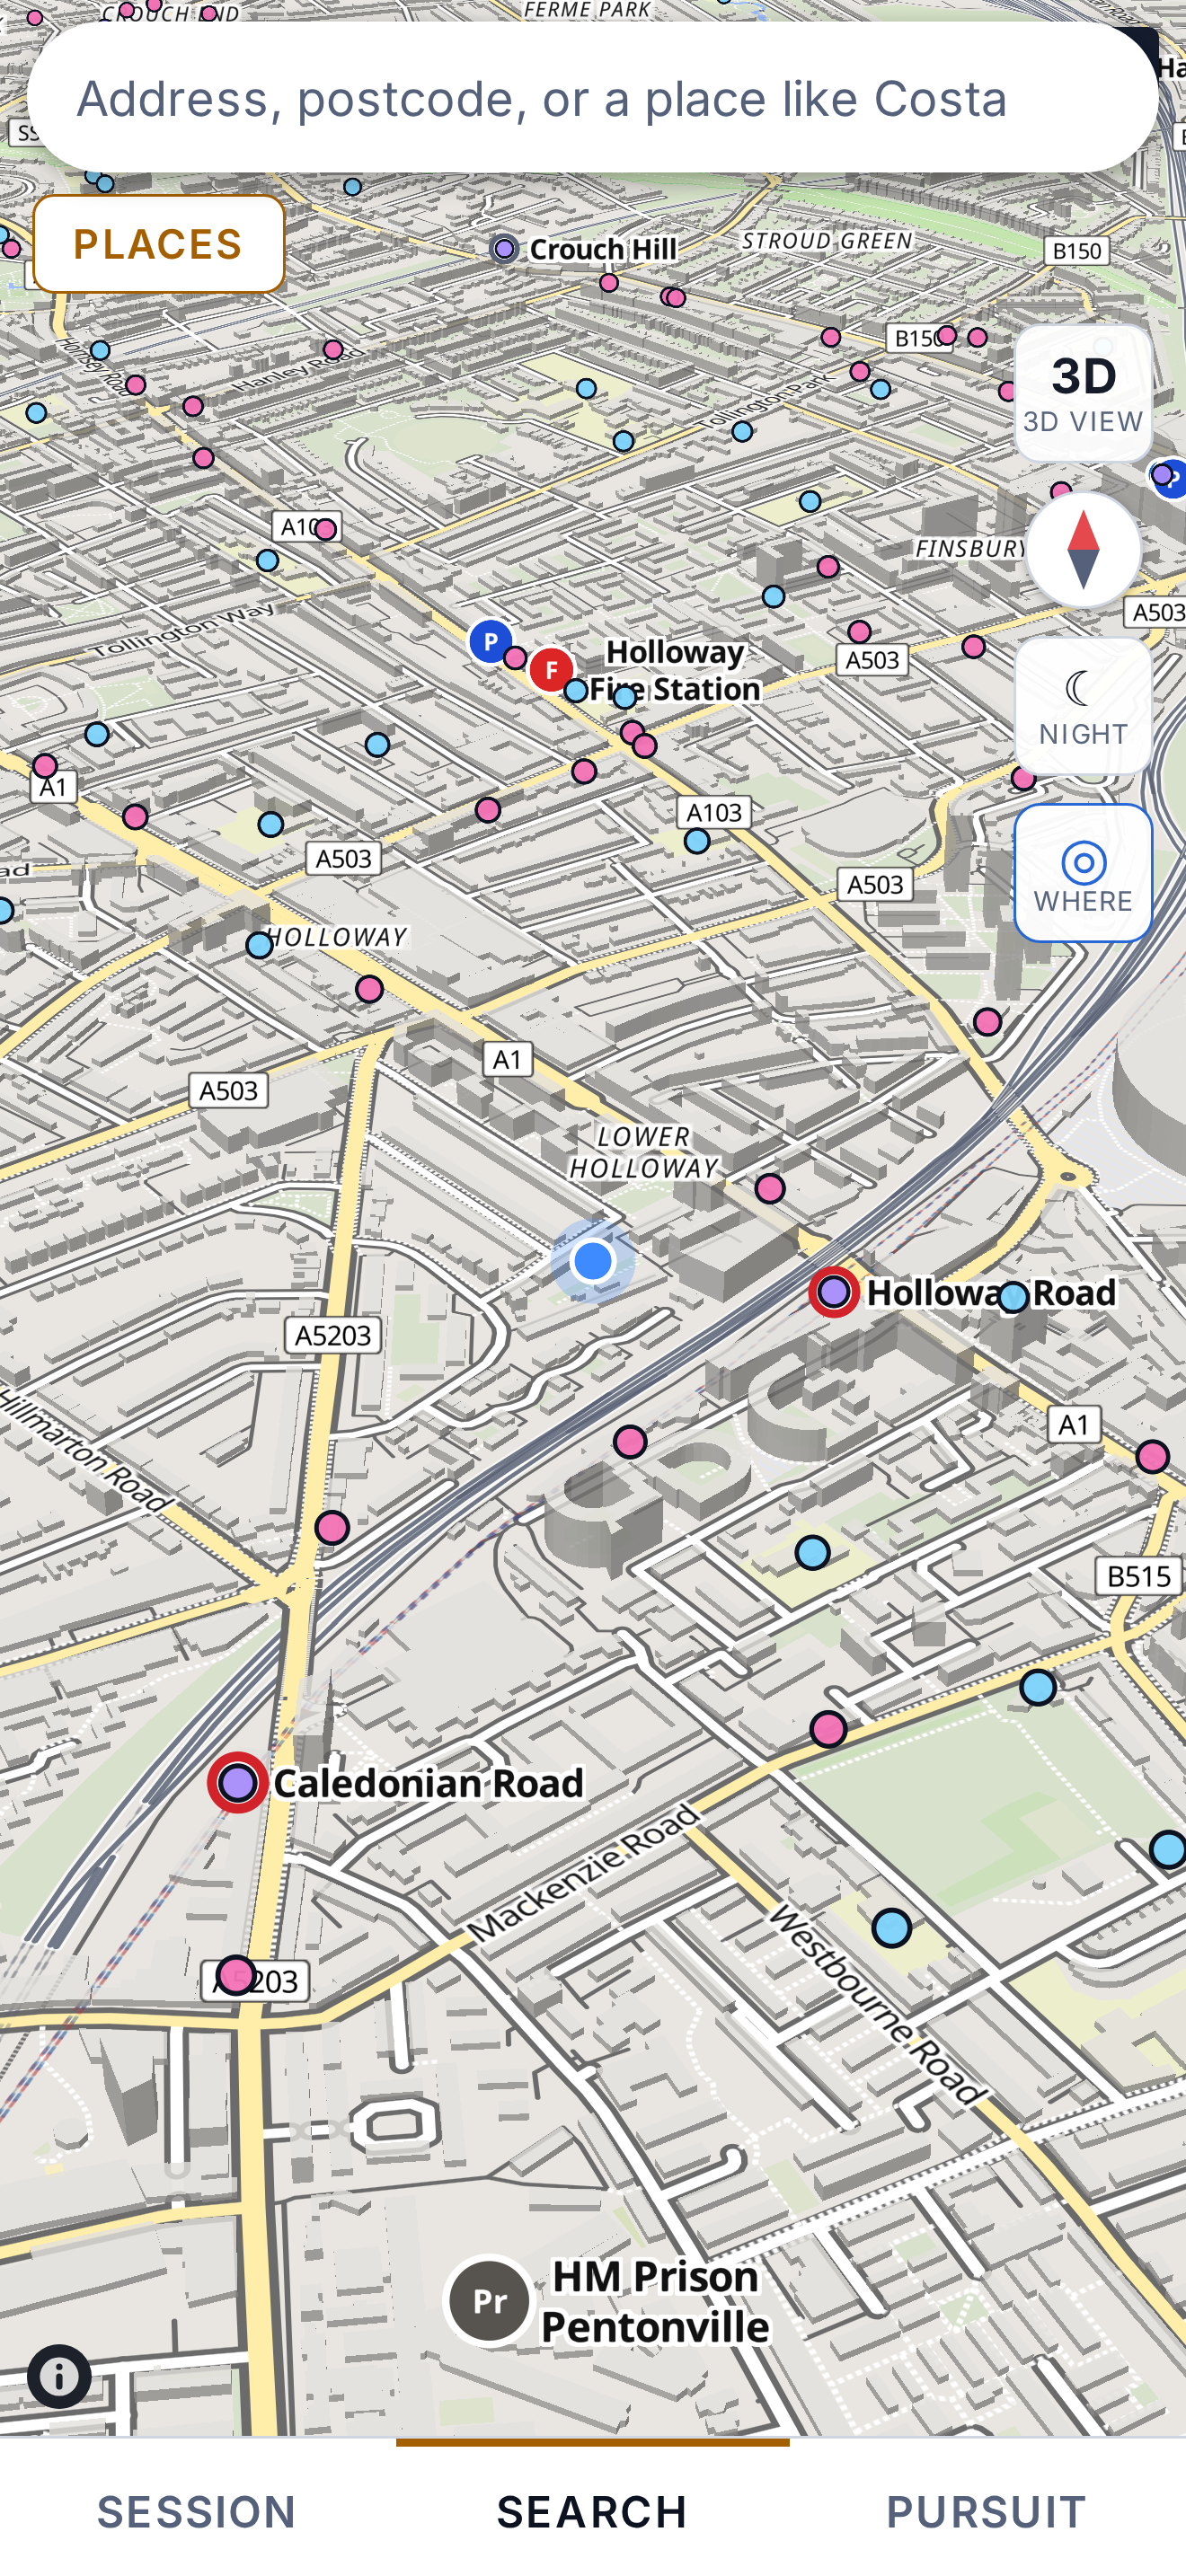 CROUCH END
FERME PARK
Address, postcode, or a place like Costa
PLACES
Crouch Hill
STROUD GREEN
B150
B150
3D
3D VIEW
Hornsey Road
Hanley Road
Tollington Park
P
A103
FINSBURY
A503
Tollington Way
P
F
Holloway
Fire Station
A503
NIGHT
A1
A103
A503
A503
WHERE
HOLLOWAY
A1
A503
LOWER
HOLLOWAY
Holloway Road
A5203
Hillmarton Road
A1
B515
Caledonian Road
Mackenzie Road
Westbourne Road
A5203
Pr
HM Prison
Pentonville
i
SESSION
SEARCH
PURSUIT